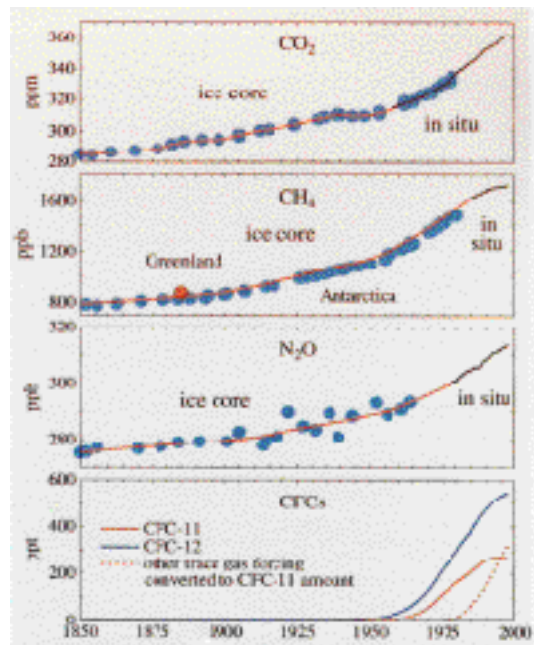 CO2
360
340
ppm
320
ice core
300
in situ
280
CH4
1600
ppb
ice core
in
situ
1200
Greenland
Antarctica
800
320
N2O
ppb
300
ice core
in situ
280
600
CFCs
CFC-11
400
CFC-12
ppt
other trace gas forcing
200
converted to CFC-11 amount
0
1850
1875
1900
1925
1950
1975
2000